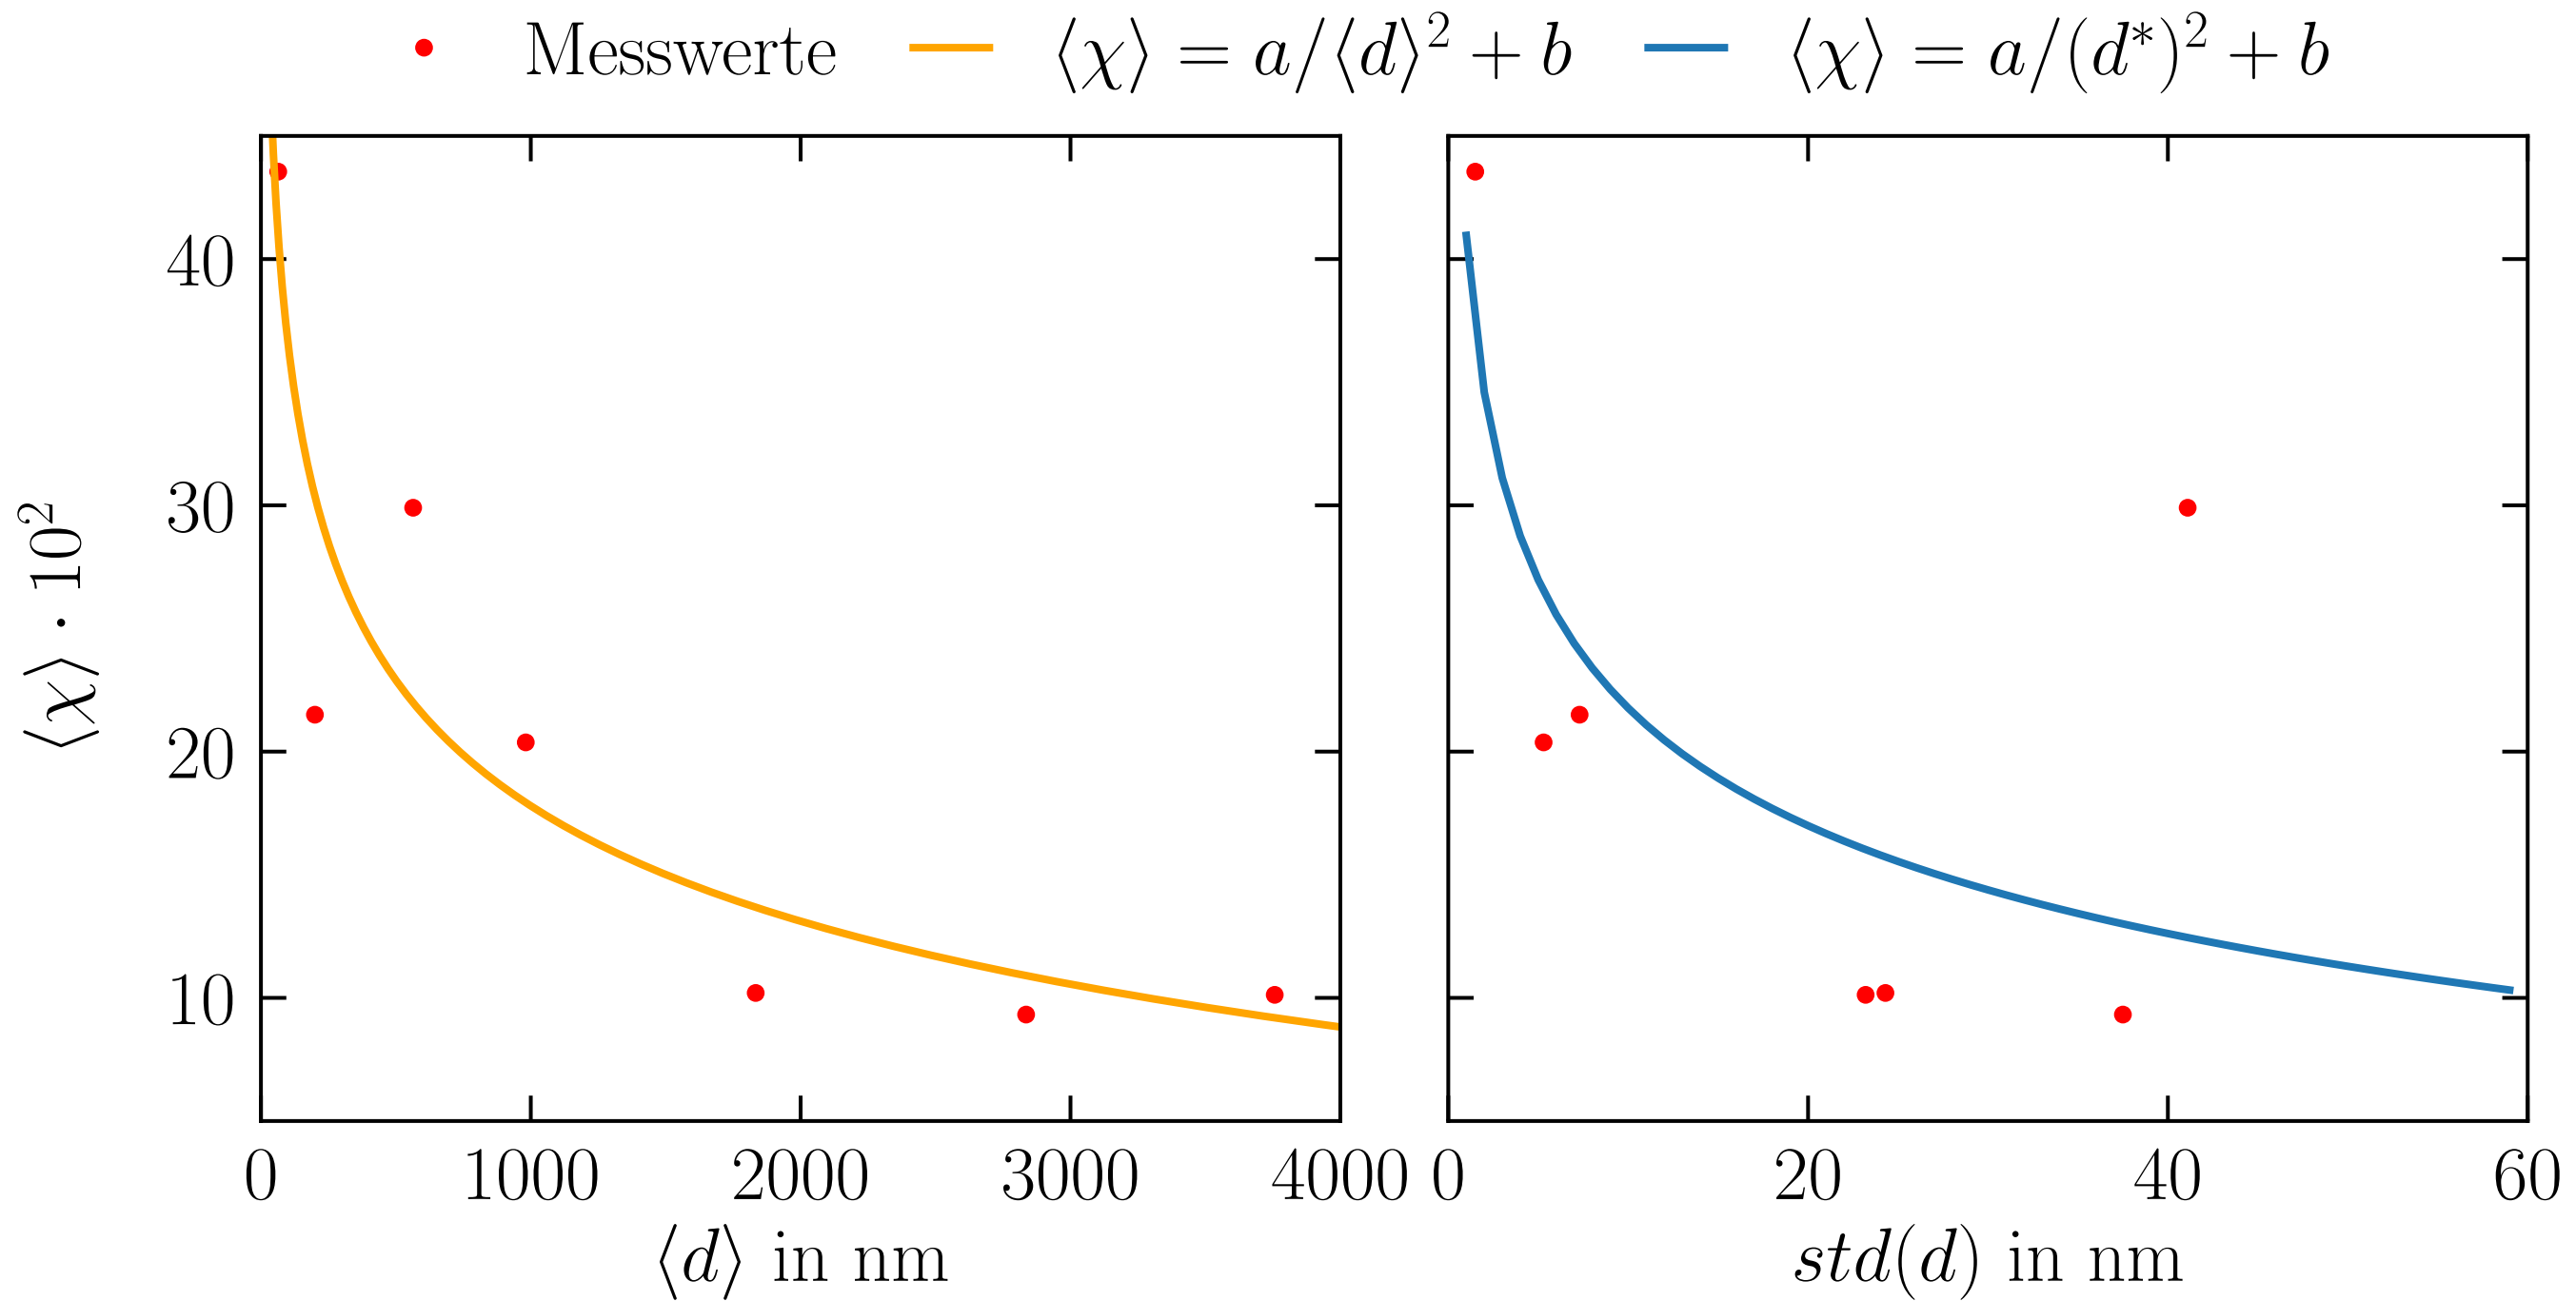 Messwerte ⟨χ⟩ = a/⟨d⟩² + b ⟨χ⟩ = a/(d*)² + b
⟨χ⟩ · 10²
40
30
20
10
0 1000 2000 3000 4000
⟨d⟩ in nm
0 20 40 60
std(d) in nm